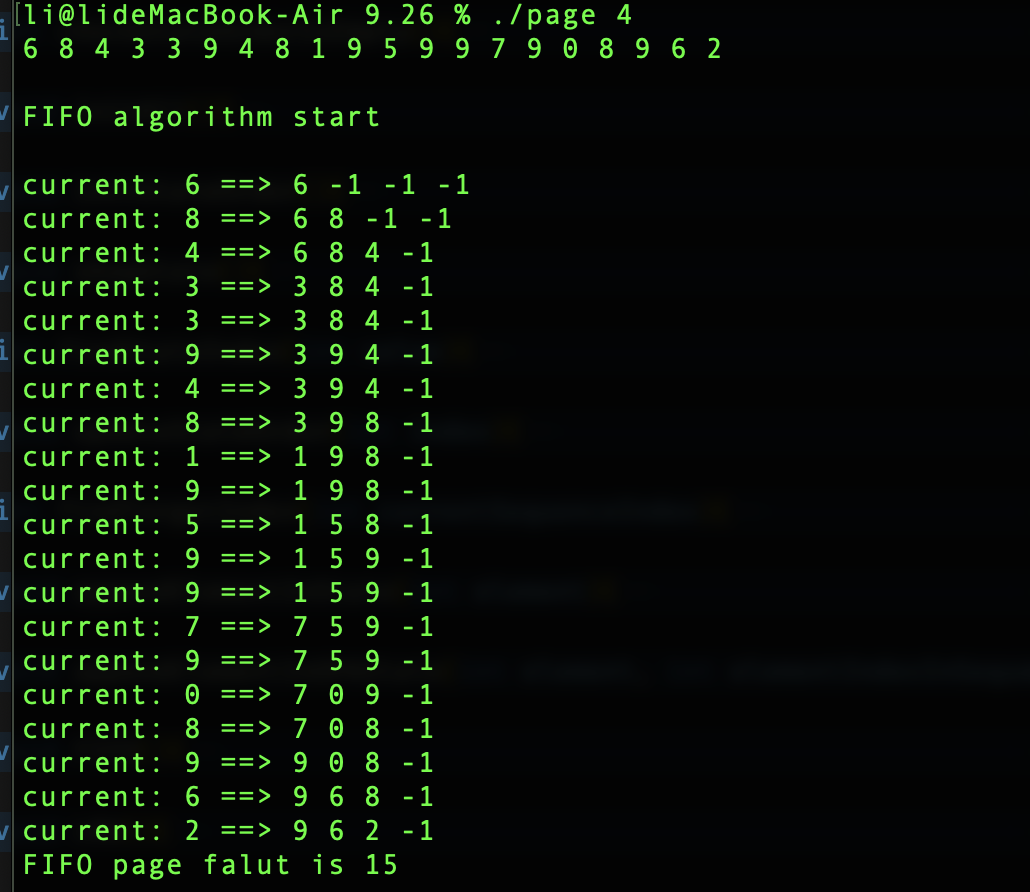 [li@lideMacBook-Air 9.26 % ./page 4
6 8 4 3 3 9 4 8 1 9 5 9 9 7 9 0 8 9 6 2
FIFO algorithm start
current: 6 ==> 6 -1 -1 -1
current: 8 ==> 6 8 -1 -1
current: 4 ==> 6 8 4 -1
current: 3 ==> 3 8 4 -1
current: 3 ==> 3 8 4 -1
current: 9 ==> 3 9 4 -1
current: 4 ==> 3 9 4 -1
current: 8 ==> 3 9 8 -1
current: 1 ==> 1 9 8 -1
current: 9 ==> 1 9 8 -1
current: 5 ==> 1 5 8 -1
current: 9 ==> 1 5 9 -1
current: 9 ==> 1 5 9 -1
current: 7 ==> 7 5 9 -1
current: 9 ==> 7 5 9 -1
current: 0 ==> 7 0 9 -1
current: 8 ==> 7 0 8 -1
current: 9 ==> 9 0 8 -1
current: 6 ==> 9 6 8 -1
current: 2 ==> 9 6 2 -1
FIFO page falut is 15